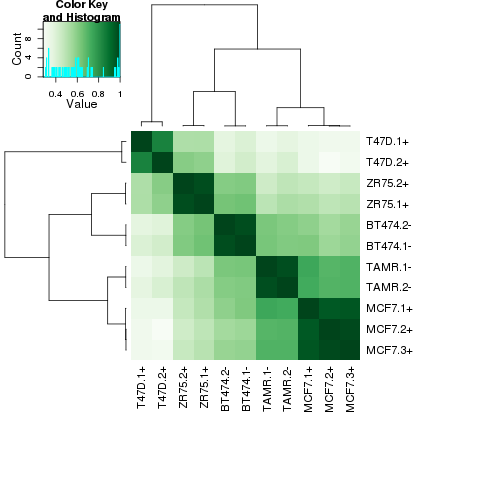 Color Key
and Histogram
Count
0 4 8
0.4 0.6 0.8 1
Value
T47D.1+
T47D.2+
ZR75.2+
ZR75.1+
BT474.2-
BT474.1-
TAMR.1-
TAMR.2-
MCF7.1+
MCF7.2+
MCF7.3+
T47D.1+
T47D.2+
ZR75.2+
ZR75.1+
BT474.2-
BT474.1-
TAMR.1-
TAMR.2-
MCF7.1+
MCF7.2+
MCF7.3+